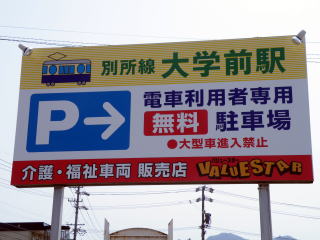 別所線 大学前駅
P→
電車利用者専用
無料 駐車場
●大型車進入禁止
介護・福祉車両 販売店 VALUESTAR